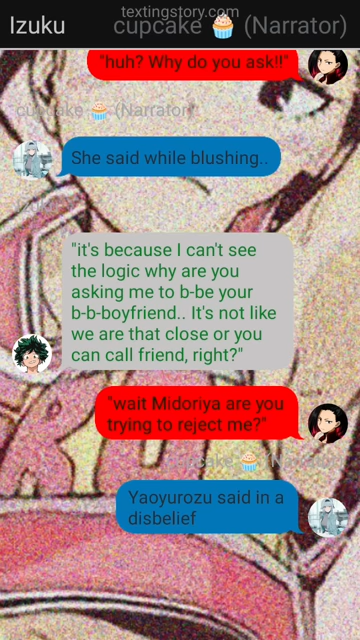 textingstory.com
Izuku
cupcake 🧁 (Narrator)
"huh? Why do you ask!!"
cupcake 🧁 (Narrator)
She said while blushing..
Izuku
"it's because I can't see
the logic why are you
asking me to b-be your
b-b-boyfriend.. It's not like
we are that close or you
can call friend, right?"
"wait Midoriya are you
trying to reject me?"
cupcake 🧁 (N
Yaoyurozu said in a
disbelief